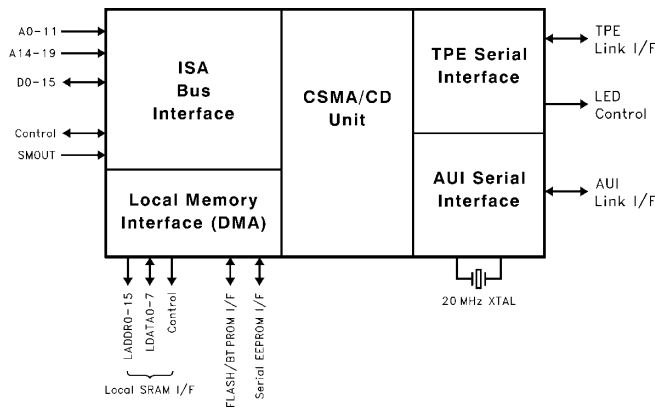 A0-11
A14-19
D0-15
Control
SMOUT
ISA
Bus
Interface
CSMA/CD
Unit
TPE Serial
Interface
AUI Serial
Interface
Local Memory
Interface (DMA)
TPE
Link I/F
LED
Control
AUI
Link I/F
20 MHz XTAL
LADDR0-15
LDATA0-7
Control
FLASH/BTPROM I/F
Serial EEPROM I/F
Local SRAM I/F